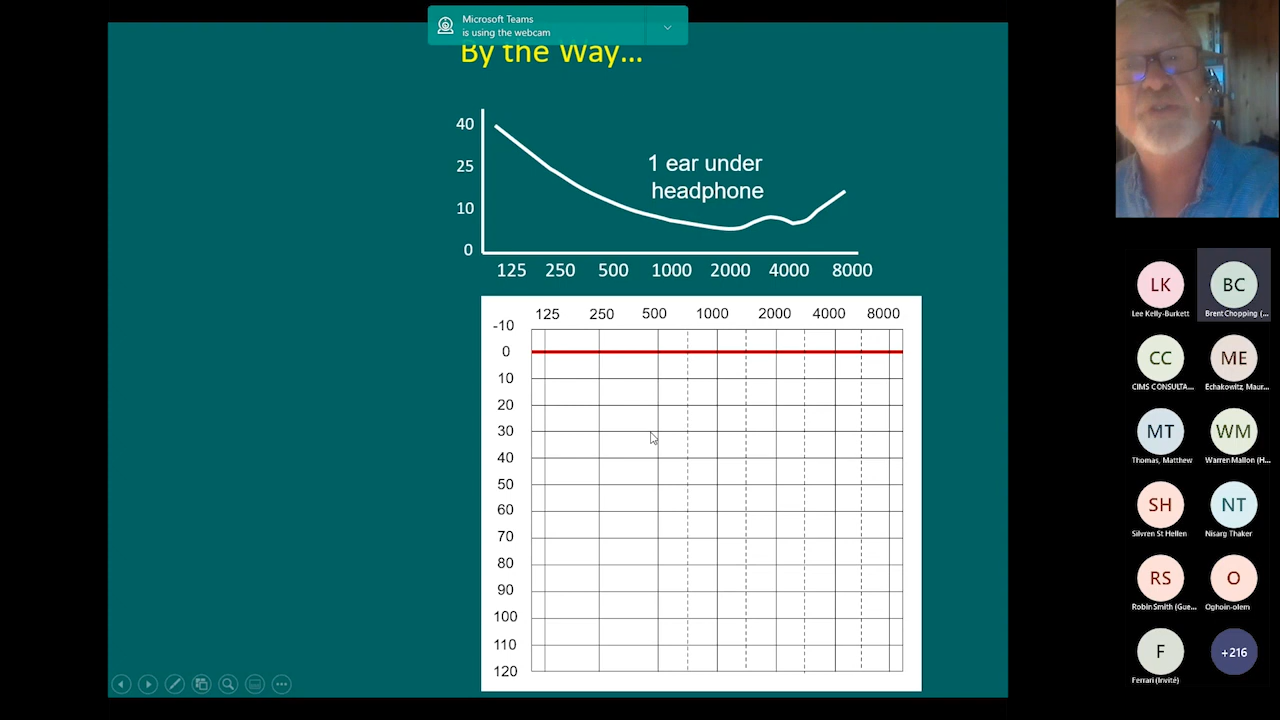 Microsoft Teams
is using the webcam
By the Way...
40
25
10
0
1 ear under
headphone
125 250 500 1000 2000 4000 8000
125 250 500 1000 2000 4000 8000
-10
0
10
20
30
40
50
60
70
80
90
100
110
120
LK BC
Lee Kelly-Burkett Brent Chopping (...
CC ME
CIMS CONSULTA... Echakowitz, Maur...
MT WM
Thomas, Matthew Warren Mallon (H...
SH NT
Silvren St Hellen Nisarg Thaker
RS O
Robin Smith (Gue... Oghoin-olem
F +216
Ferrari (Invité)